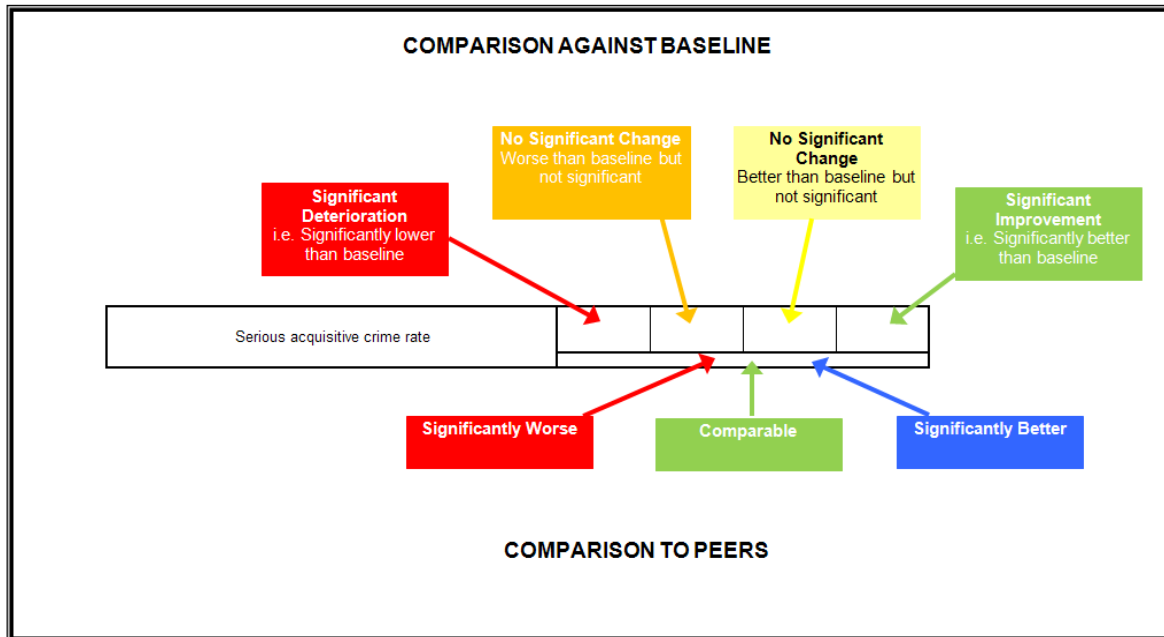 COMPARISON AGAINST BASELINE
No Significant Change
Worse than baseline but
not significant
No Significant
Change
Better than baseline but
not significant
Significant
Deterioration
i.e. Significantly lower
than baseline
Significant
Improvement
i.e. Significantly better
than baseline
Serious acquisitive crime rate
Significantly Worse
Comparable
Significantly Better
COMPARISON TO PEERS